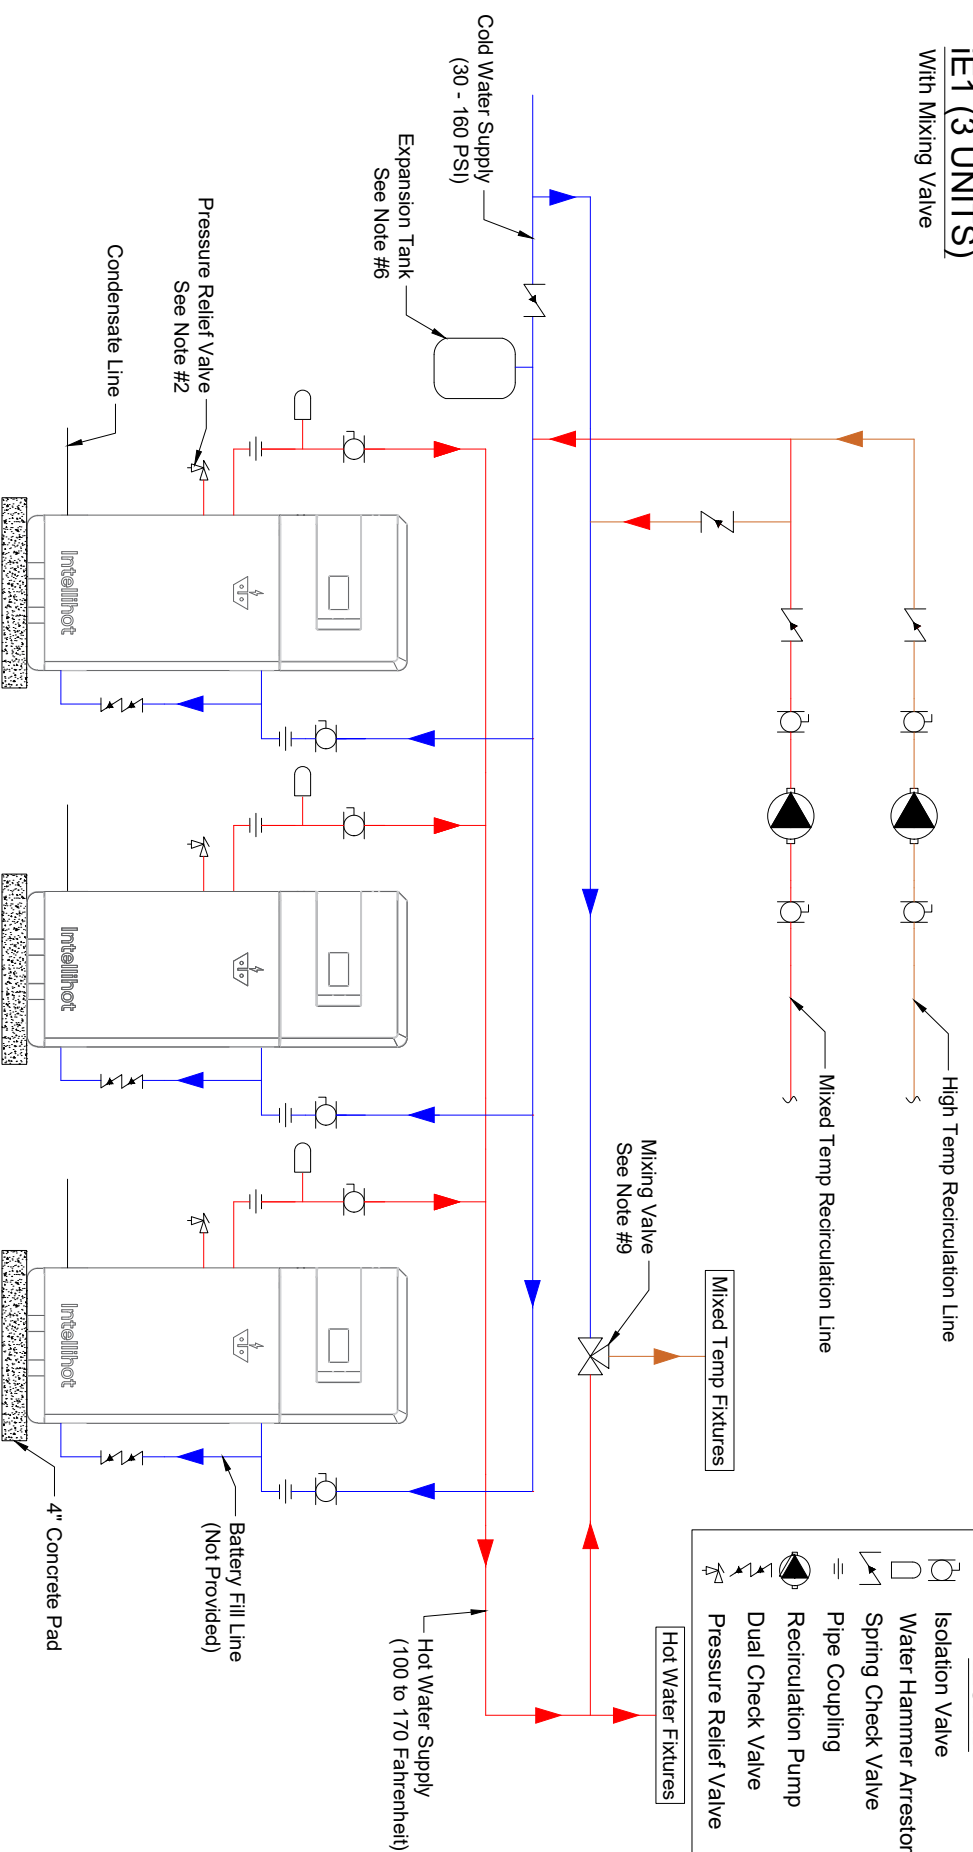 iE1 (3 UNITS)
With Mixing Valve
Cold Water Supply
(30 - 160 PSI)
Expansion Tank
See Note #6
Pressure Relief Valve
See Note #2
Condensate Line
High Temp Recirculation Line
Mixed Temp Recirculation Line
Mixing Valve
See Note #9
Mixed Temp Fixtures
Hot Water Fixtures
Hot Water Supply
(100 to 170 Fahrenheit)
Battery Fill Line
(Not Provided)
4" Concrete Pad
Intellihot
Intellihot
Intellihot
Isolation Valve
Water Hammer Arrestor
Spring Check Valve
Pipe Coupling
Recirculation Pump
Dual Check Valve
Pressure Relief Valve